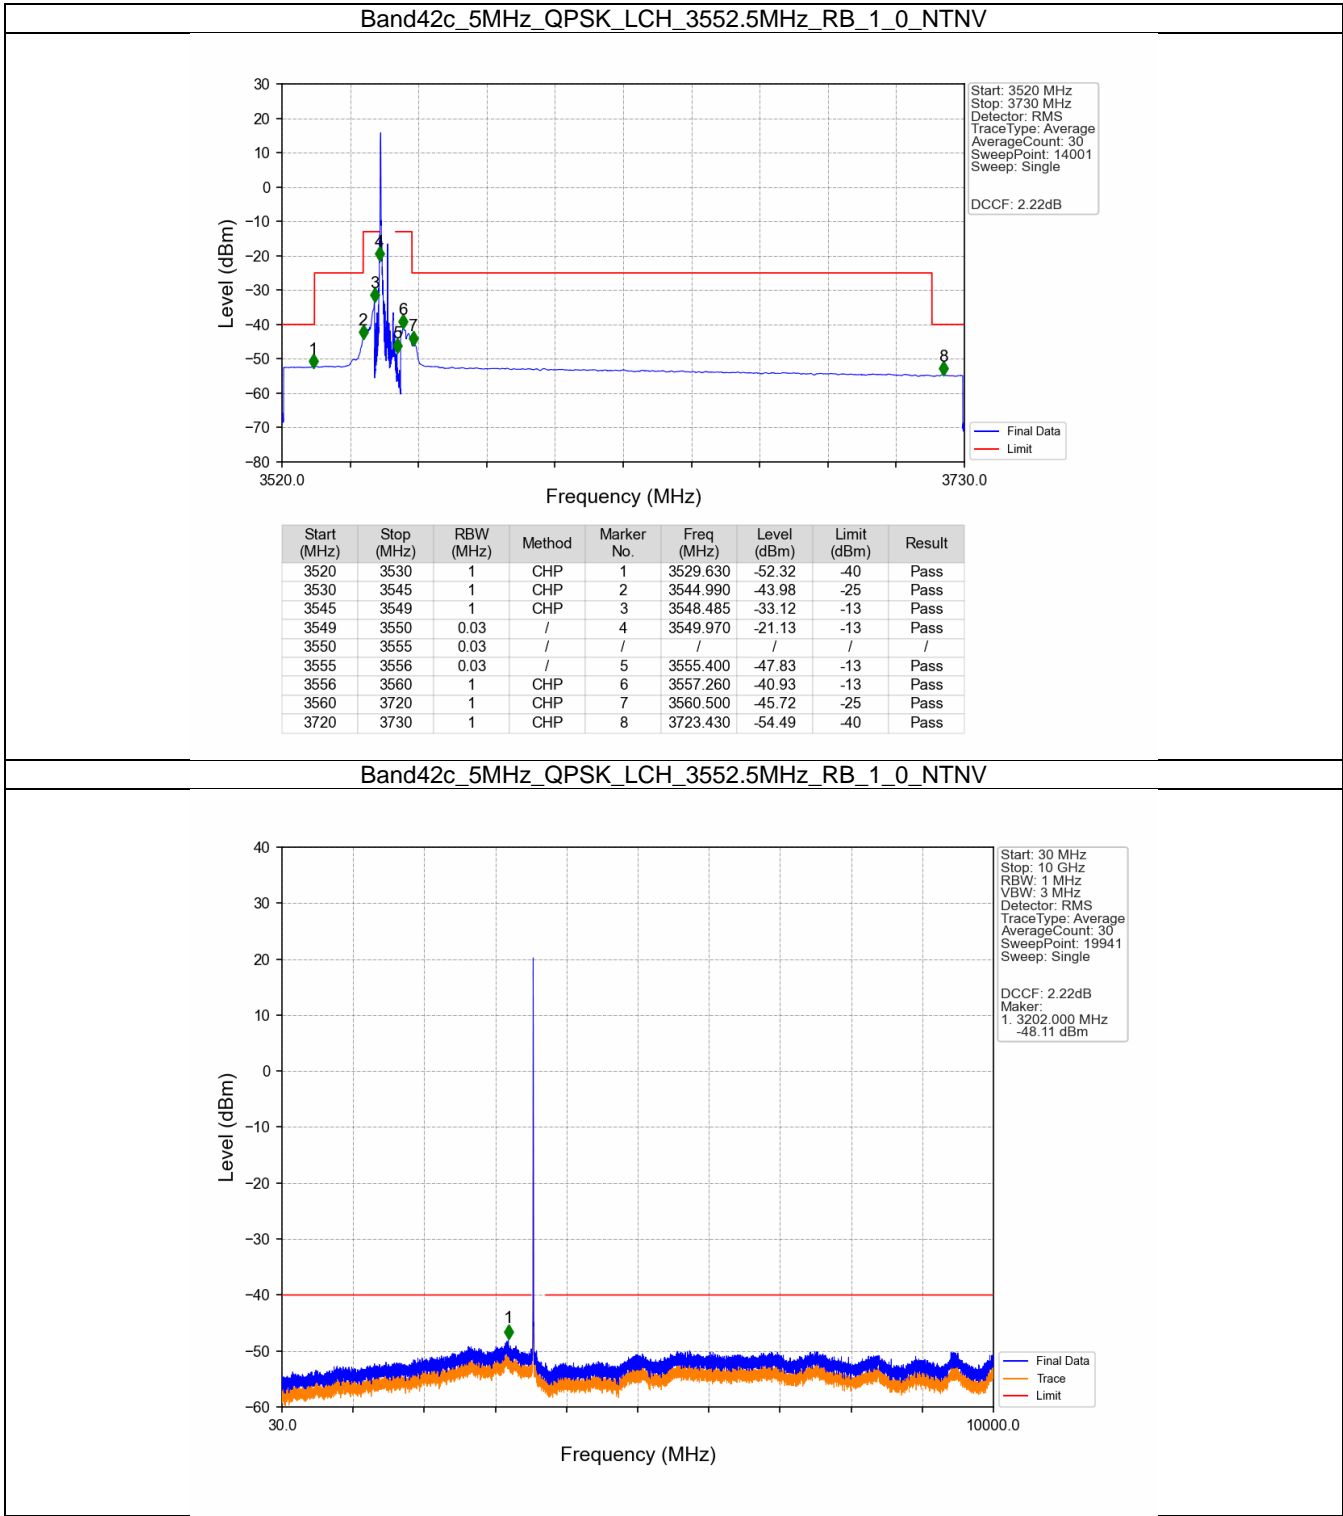 Band42c_5MHz_QPSK_LCH_3552.5MHz_RB_1_0_NTNV
30
20
10
0
−10
−20
−30
−40
−50
−60
−70
−80
Level (dBm)
1
2
3
4
5
6
7
8
3520.0
3730.0
Frequency (MHz)
Start: 3520 MHz
Stop: 3730 MHz
Detector: RMS
TraceType: Average
AverageCount: 30
SweepPoint: 14001
Sweep: Single
DCCF: 2.22dB
Final Data
Limit
Start (MHz) Stop (MHz) RBW (MHz) Method Marker No. Freq (MHz) Level (dBm) Limit (dBm) Result
3520 3530 1 CHP 1 3529.630 -52.32 -40 Pass
3530 3545 1 CHP 2 3544.990 -43.98 -25 Pass
3545 3549 1 CHP 3 3548.485 -33.12 -13 Pass
3549 3550 0.03 / 4 3549.970 -21.13 -13 Pass
3550 3555 0.03 / / / / / /
3555 3556 0.03 / 5 3555.400 -47.83 -13 Pass
3556 3560 1 CHP 6 3557.260 -40.93 -13 Pass
3560 3720 1 CHP 7 3560.500 -45.72 -25 Pass
3720 3730 1 CHP 8 3723.430 -54.49 -40 Pass
Band42c_5MHz_QPSK_LCH_3552.5MHz_RB_1_0_NTNV
40
30
20
10
0
−10
−20
−30
−40
−50
−60
Level (dBm)
1
30.0
10000.0
Frequency (MHz)
Start: 30 MHz
Stop: 10 GHz
RBW: 1 MHz
VBW: 3 MHz
Detector: RMS
TraceType: Average
AverageCount: 30
SweepPoint: 19941
Sweep: Single
DCCF: 2.22dB
Maker:
1. 3202.000 MHz
-48.11 dBm
Final Data
Trace
Limit